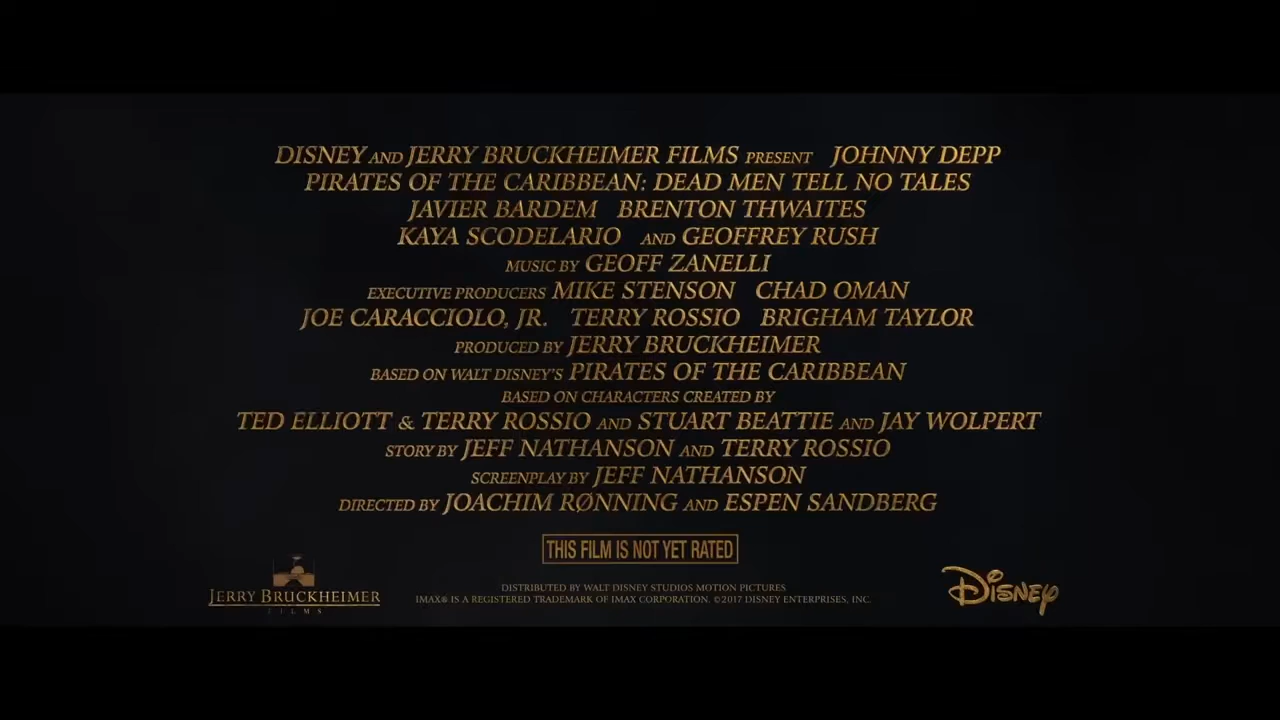 DISNEY AND JERRY BRUCKHEIMER FILMS PRESENT JOHNNY DEPP
PIRATES OF THE CARIBBEAN: DEAD MEN TELL NO TALES
JAVIER BARDEM BRENTON THWAITES
KAYA SCODELARIO AND GEOFFREY RUSH
MUSIC BY GEOFF ZANELLI
EXECUTIVE PRODUCERS MIKE STENSON CHAD OMAN
JOE CARACCIOLO, JR. TERRY ROSSIO BRIGHAM TAYLOR
PRODUCED BY JERRY BRUCKHEIMER
BASED ON WALT DISNEY'S PIRATES OF THE CARIBBEAN
BASED ON CHARACTERS CREATED BY
TED ELLIOTT & TERRY ROSSIO AND STUART BEATTIE AND JAY WOLPERT
STORY BY JEFF NATHANSON AND TERRY ROSSIO
SCREENPLAY BY JEFF NATHANSON
DIRECTED BY JOACHIM RØNNING AND ESPEN SANDBERG
THIS FILM IS NOT YET RATED
JERRY BRUCKHEIMER
FILMS
DISTRIBUTED BY WALT DISNEY STUDIOS MOTION PICTURES
IMAX® IS A REGISTERED TRADEMARK OF IMAX CORPORATION. ©2017 DISNEY ENTERPRISES, INC.
DISNEY